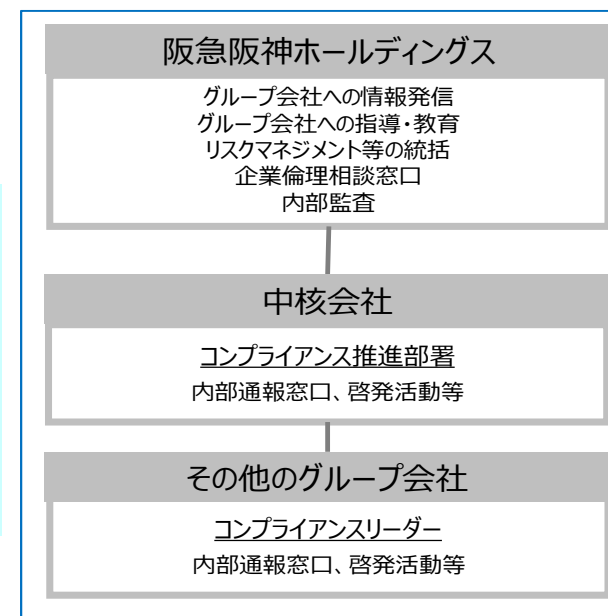 阪急阪神ホールディングス
グループ会社への情報発信
グループ会社への指導・教育
リスクマネジメント等の統括
企業倫理相談窓口
内部監査
中核会社
コンプライアンス推進部署
内部通報窓口、啓発活動等
その他のグループ会社
コンプライアンスリーダー
内部通報窓口、啓発活動等